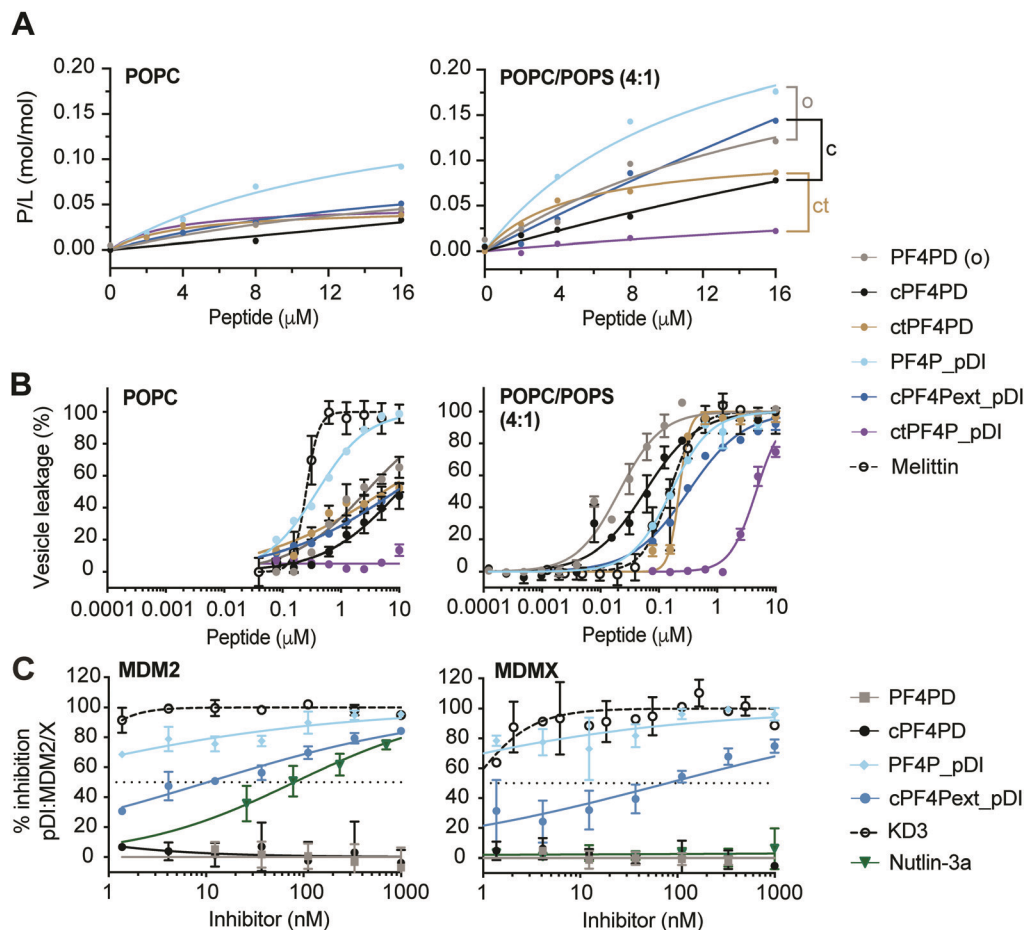 A
POPC
POPC/POPS (4:1)
P/L (mol/mol)
0.20
0.15
0.10
0.05
0.00
0 4 8 12 16
Peptide (μM)
0.20
0.15
0.10
0.05
0.00
0 4 8 12 16
Peptide (μM)
o
c
ct
PF4PD (o)
cPF4PD
ctPF4PD
PF4P_pDI
cPF4Pext_pDI
ctPF4P_pDI
Melittin
B
POPC
POPC/POPS
(4:1)
Vesicle leakage (%)
100
80
60
40
20
0
0.0001 0.001 0.01 0.1 1 10
Peptide (μM)
100
80
60
40
20
0
0.0001 0.001 0.01 0.1 1 10
Peptide (μM)
C
MDM2
MDMX
% inhibition
pDI:MDM2/X
120
100
80
60
40
20
0
1 10 100 1000
Inhibitor (nM)
120
100
80
60
40
20
0
1 10 100 1000
Inhibitor (nM)
PF4PD
cPF4PD
PF4P_pDI
cPF4Pext_pDI
KD3
Nutlin-3a